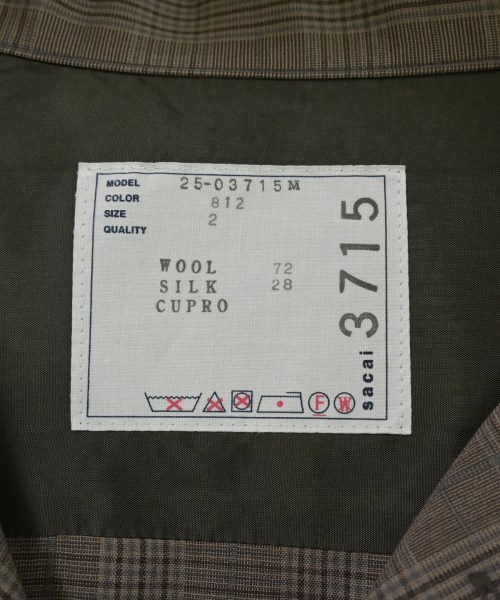 MODEL 25-03715M
COLOR 812
SIZE 2
QUALITY
WOOL 72
SILK 28
CUPRO
F W
sacai 3715